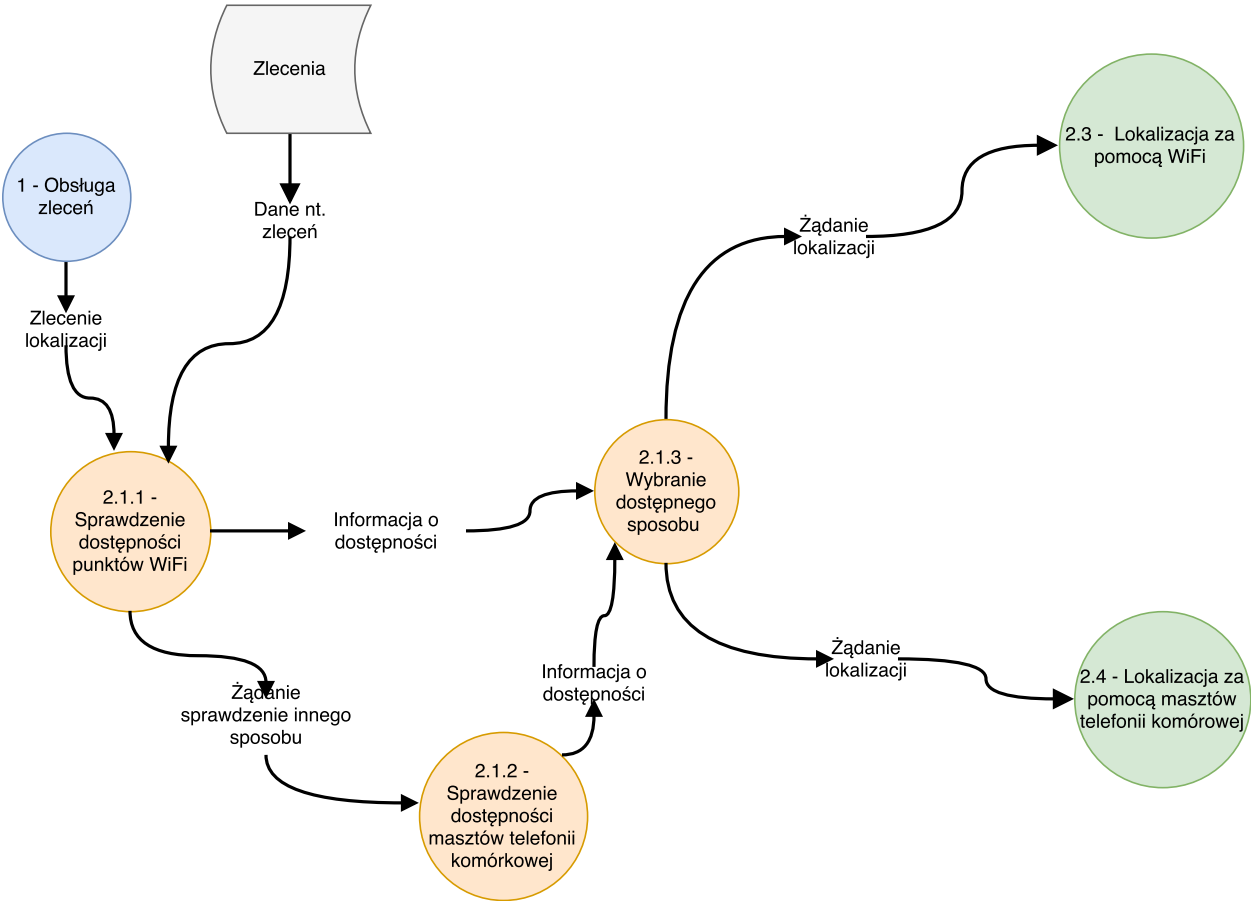 Zlecenia
1 - Obsługa
zleceń
Dane nt.
zleceń
Zlecenie
lokalizacji
2.3 -  Lokalizacja za
pomocą WiFi
Żądanie
lokalizacji
2.1.1 -
Sprawdzenie
dostępności
punktów WiFi
Informacja o
dostępności
2.1.3 -
Wybranie
dostępnego
sposobu
Żądanie
sprawdzenie innego
sposobu
Informacja o
dostępności
Żądanie
lokalizacji
2.4 - Lokalizacja za
pomocą masztów
telefonii komórowej
2.1.2 -
Sprawdzenie
dostępności
masztów telefonii
komórkowej